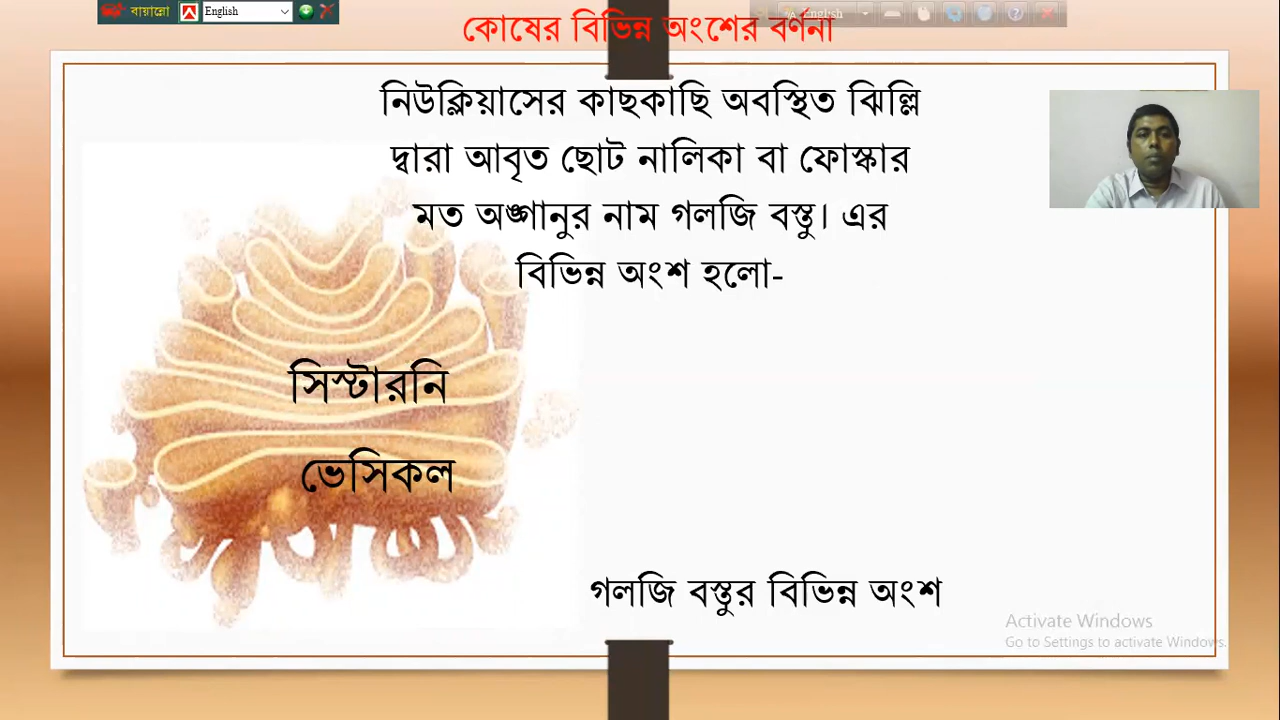 বায়ান্নো
English
English
কোষের বিভিন্ন অংশের বর্ণনা
নিউক্লিয়াসের কাছকাছি অবস্থিত ঝিল্লি
দ্বারা আবৃত ছোট নালিকা বা ফোস্কার
মত অঙ্গানুর নাম গলজি বস্তু। এর
বিভিন্ন অংশ হলো-
সিস্টারনি
ভেসিকল
গলজি বস্তুর বিভিন্ন অংশ
Activate Windows
Go to Settings to activate Windows.